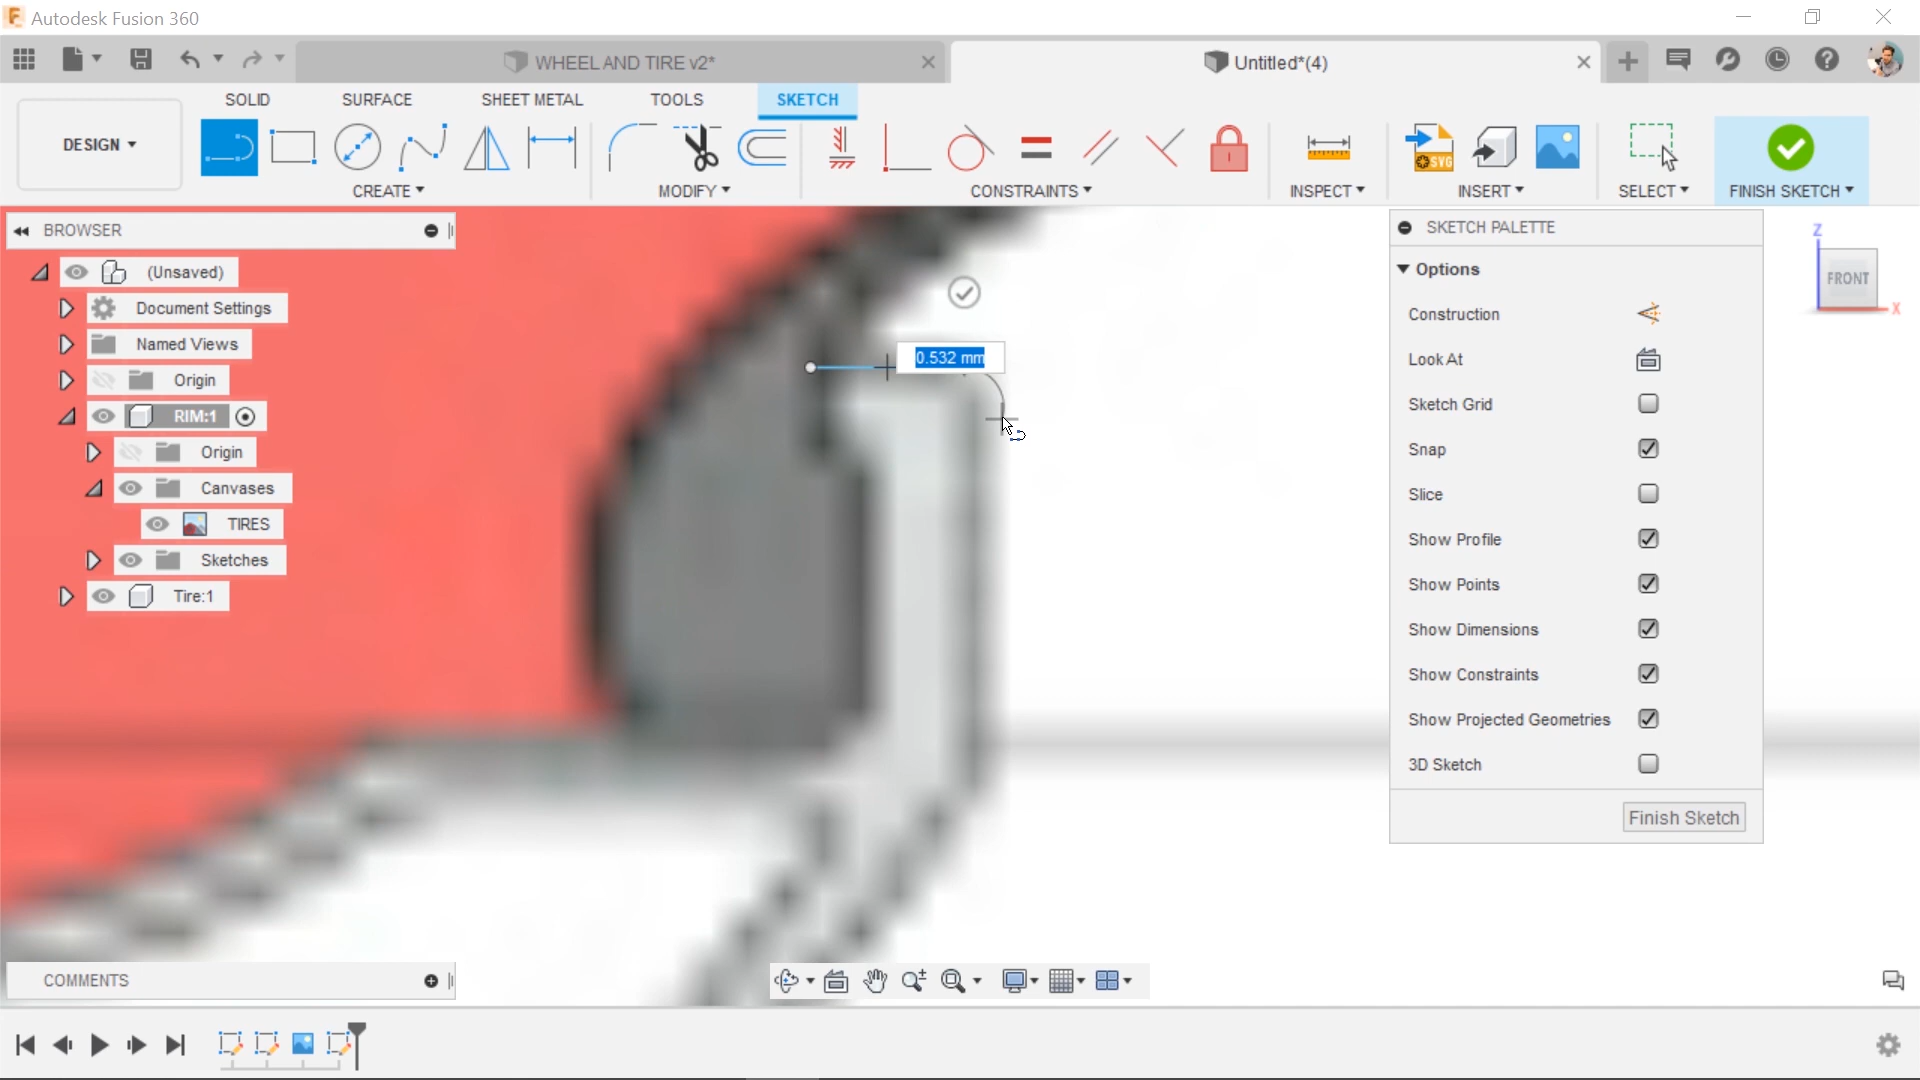 Autodesk Fusion 360
WHEEL AND TIRE v2*
Untitled*(4)
SOLID
SURFACE
SHEET METAL
TOOLS
SKETCH
DESIGN
SVG
CREATE
MODIFY
CONSTRAINTS
INSPECT
INSERT
SELECT
FINISH SKETCH
BROWSER
(Unsaved)
Document Settings
Named Views
Origin
RIM:1
Origin
Canvases
TIRES
Sketches
Tire:1
0.532 mm
SKETCH PALETTE
Options
Construction
Look At
Sketch Grid
Snap
Slice
Show Profile
Show Points
Show Dimensions
Show Constraints
Show Projected Geometries
3D Sketch
Finish Sketch
Z
FRONT
X
COMMENTS